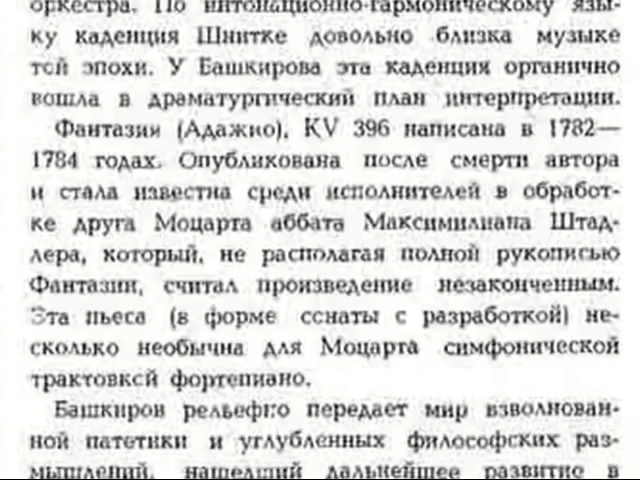 оркестра. По интонационно-гармоническому язы-
ку каденция Шнитке довольно близка музыке
той эпохи. У Башкирова эта каденция органично
вошла в драматургический план интерпретации.
Фантазия (Адажио), KV 396 написана в 1782—
1784 годах. Опубликована после смерти автора
и стала известна среди исполнителей в обработ-
ке друга Моцарта аббата Максимилиана Штад-
лера, который, не располагая полной рукописью
Фантазии, считал произведение незаконченным.
Эта пьеса (в форме сонаты с разработкой) не-
сколько необычна для Моцарта симфонической
трактовкой фортепиано.
Башкиров рельефно передает мир взволнован-
ной патетики и углубленных философских раз-
мышлений, нашедший дальнейшее развитие в